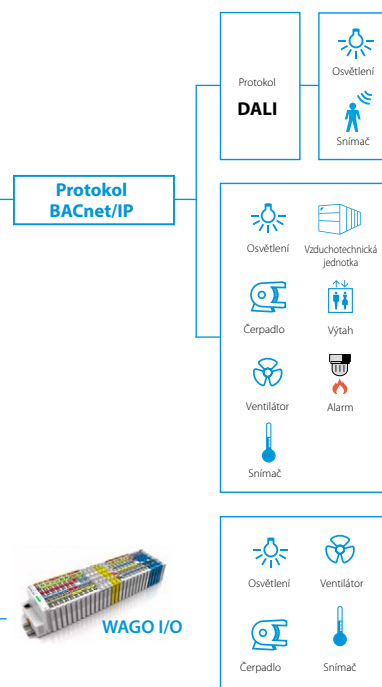 Protokol
DALI
Osvětlení
Snímač
Protokol
BACnet/IP
Osvětlení
Vzduchotechnická
jednotka
Čerpadlo
Výtah
Ventilátor
Alarm
Snímač
WAGO I/O
Osvětlení
Ventilátor
Čerpadlo
Snímač